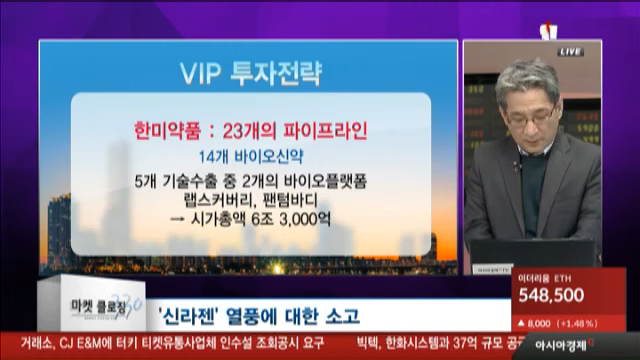 VIP 투자전략
한미약품 : 23개의 파이프라인
14개 바이오신약
5개 기술수출 중 2개의 바이오플랫폼
랩스커버리, 팬텀바디
→ 시가총액 6조 3,000억
LIVE
마켓 클로징
330
'신라젠' 열풍에 대한 소고
이더리움 ETH
548,500
▲ 8,000 (+1.48%)
아시아경제
거래소, CJ E&M에 터키 티켓유통사업체 인수설 조회공시 요구
빅텍, 한화시스템과 37억 규모 공